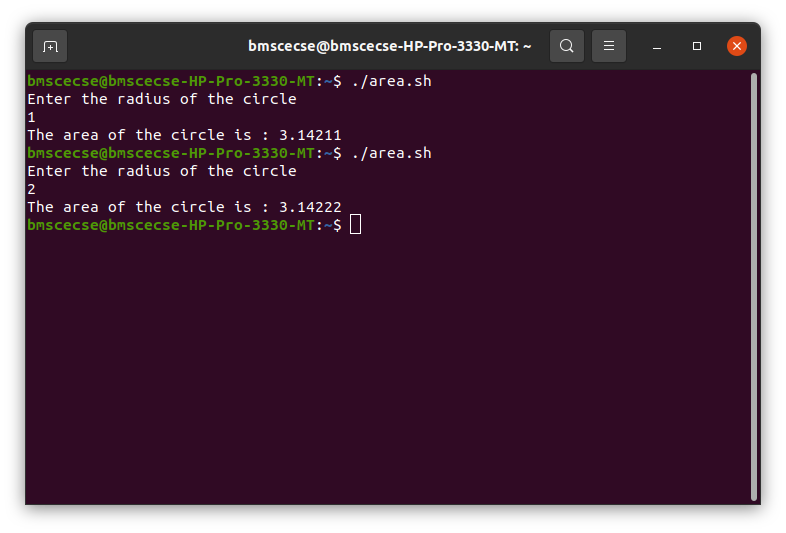 bmscecse@bmscecse-HP-Pro-3330-MT: ~
bmscecse@bmscecse-HP-Pro-3330-MT:~$ ./area.sh
Enter the radius of the circle
1
The area of the circle is : 3.14211
bmscecse@bmscecse-HP-Pro-3330-MT:~$ ./area.sh
Enter the radius of the circle
2
The area of the circle is : 3.14222
bmscecse@bmscecse-HP-Pro-3330-MT:~$